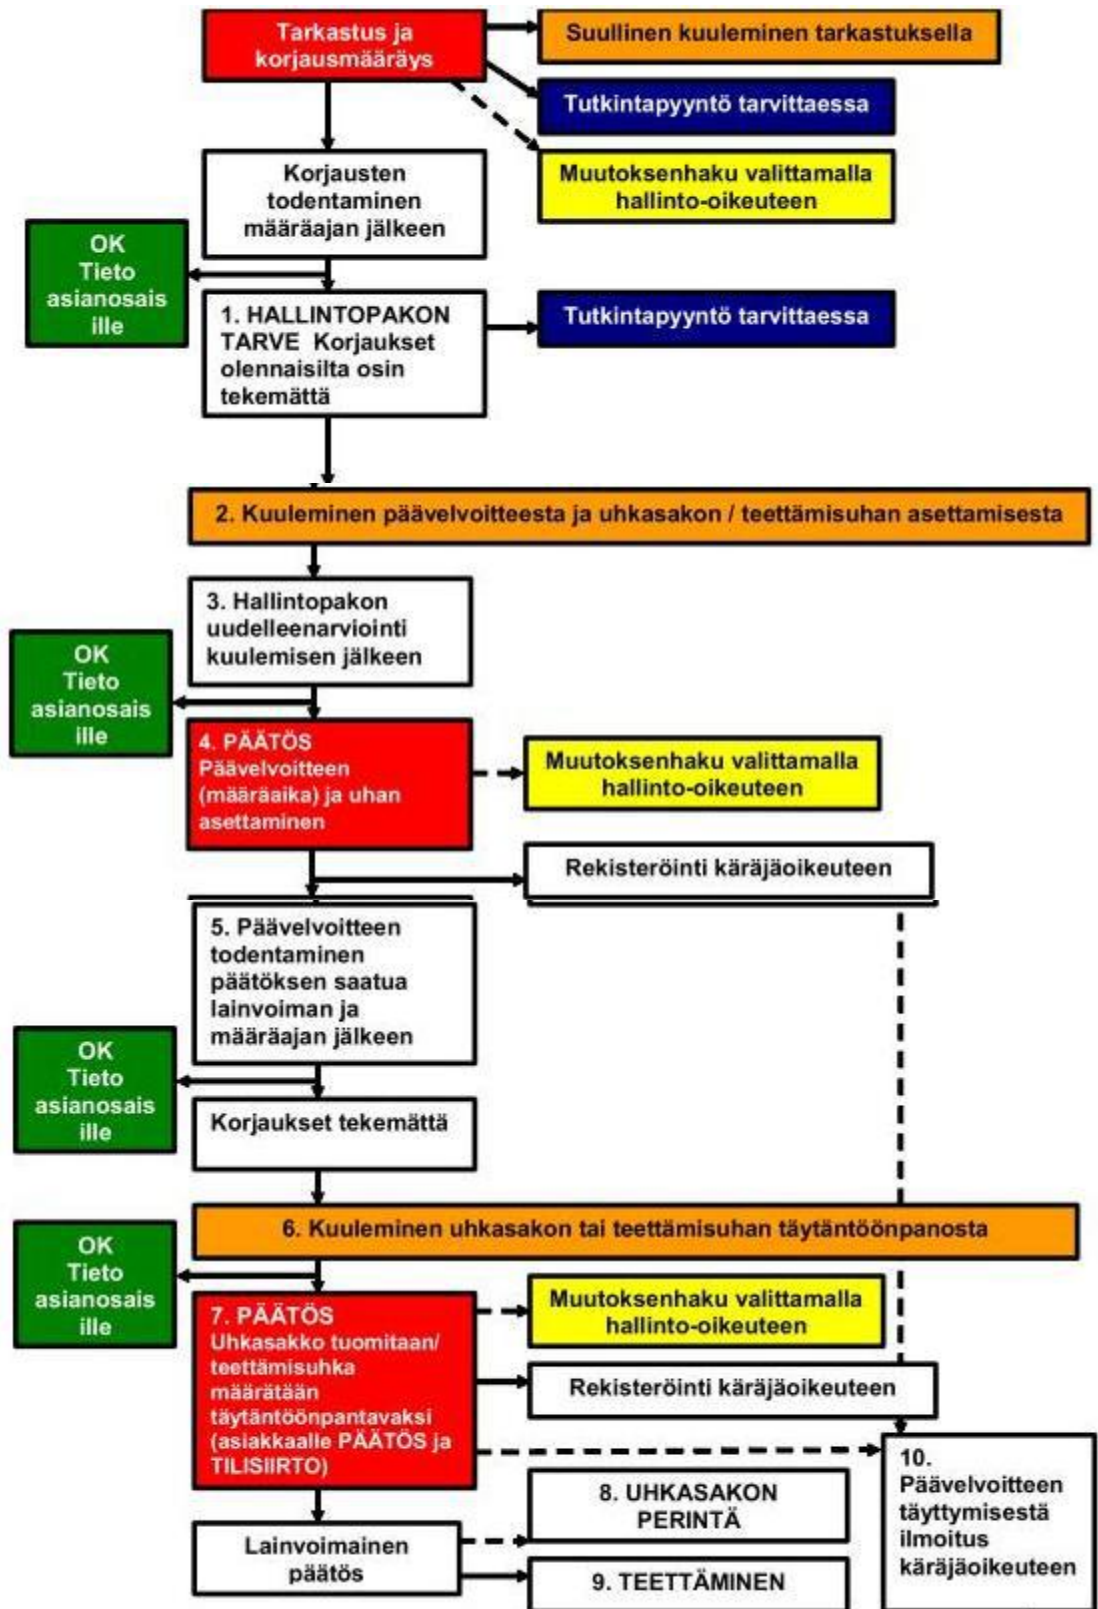 Tarkastus ja
korjausmääräys
Suullinen kuuleminen tarkastuksella
Tutkintapyyntö tarvittaessa
Muutoksenhaku valittamalla
hallinto-oikeuteen
Korjausten
todentaminen
määräajan jälkeen
OK
Tieto
asianosais
ille
1. HALLINTOPAKON
TARVE Korjaukset
olennaisilta osin
tekemättä
Tutkintapyyntö tarvittaessa
2. Kuuleminen päävelvoitteesta ja uhkasakon / teettämisuhan asettamisesta
3. Hallintopakon
uudelleenarviointi
kuulemisen jälkeen
OK
Tieto
asianosais
ille
4. PÄÄTÖS
Päävelvoitteen
(määräaika) ja uhan
asettaminen
Muutoksenhaku valittamalla
hallinto-oikeuteen
Rekisteröinti käräjäoikeuteen
5. Päävelvoitteen
todentaminen
päätöksen saatua
lainvoiman ja
määräajan jälkeen
OK
Tieto
asianosais
ille
Korjaukset tekemättä
6. Kuuleminen uhkasakon tai teettämisuhan täytäntöönpanosta
OK
Tieto
asianosais
ille
7. PÄÄTÖS
Uhkasakko tuomitaan/
teettämisuhka
määrätään
täytäntöönpantavaksi
(asiakkaalle PÄÄTÖS ja
TILISIIRTO)
Muutoksenhaku valittamalla
hallinto-oikeuteen
Rekisteröinti käräjäoikeuteen
10.
Päävelvoitteen
täyttymisestä
ilmoitus
käräjäoikeuteen
Lainvoimainen
päätös
8. UHKASAKON
PERINTÄ
9. TEETTÄMINEN